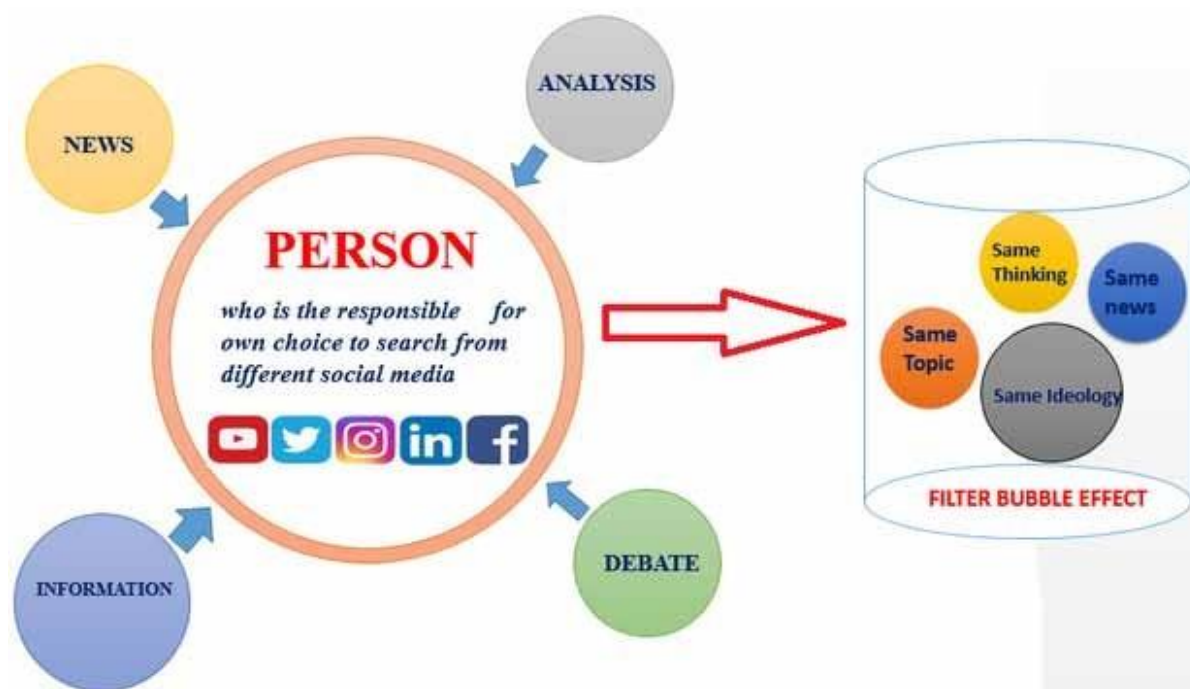 NEWS
ANALYSIS
PERSON
who is the responsible for
own choice to search from
different social media
in
f
INFORMATION
DEBATE
Same
Thinking
Same
news
Same
Topic
Same Ideology
FILTER BUBBLE EFFECT